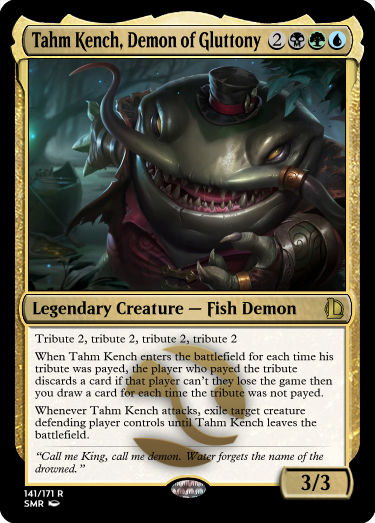 Tahm Kench, Demon of Gluttony 2
Legendary Creature — Fish Demon
Tribute 2, tribute 2, tribute 2, tribute 2
When Tahm Kench enters the battlefield for each time his
tribute was payed, the player who payed the tribute
discards a card if that player can't they lose the game then
you draw a card for each time the tribute was not payed.
Whenever Tahm Kench attacks, exile target creature
defending player controls until Tahm Kench leaves the
battlefield.
"Call me King, call me demon. Water forgets the name of the
drowned."
3/3
141/171 R
SMR